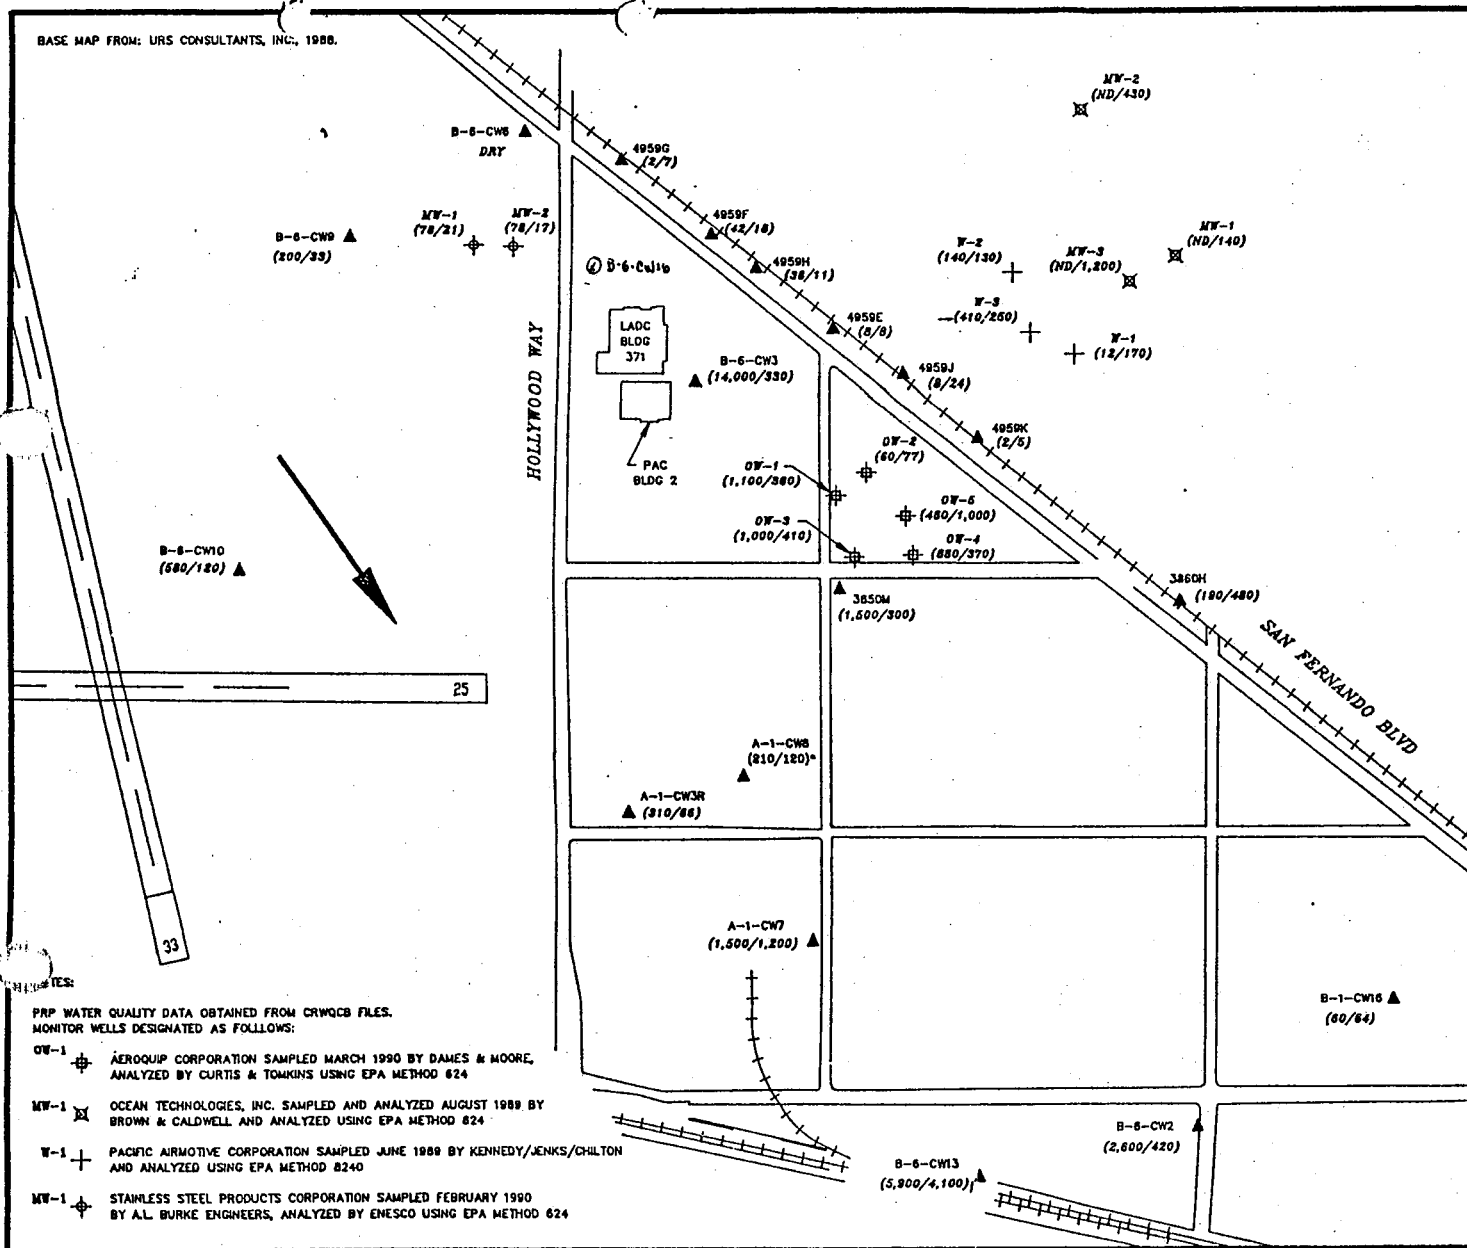 BASE MAP FROM: URS CONSULTANTS, INC., 1988.
MW-2
(ND/430)
B-6-CW6
DRY
4959G
(2/7)
MW-1
(78/21)
MW-2
(78/17)
B-6-CW9
(200/33)
4959F
(42/18)
4959H
(36/11)
MW-1
(ND/140)
W-2
(140/130)
MW-3
(ND/1,200)
B-6-CW16
W-3
(410/260)
W-1
(12/170)
4959E
(8/8)
LADC
BLDG
371
HOLLYWOOD WAY
B-6-CW3
(14,000/330)
4959J
(8/24)
4959K
(2/5)
PAC
BLDG 2
OW-2
(60/77)
OW-1
(1,100/360)
OW-5
(460/1,000)
OW-3
(1,000/410)
OW-4
(880/370)
B-6-CW10
(580/120)
3850M
(1,500/300)
3860H
(190/480)
SAN FERNANDO BLVD
25
A-1-CW8
(210/120)*
A-1-CW3R
(310/66)
33
A-1-CW7
(1,500/1,200)
B-1-CW16
(60/64)
B-6-CW2
(2,600/420)
B-6-CW13
(5,900/4,100)
TES:
PRP WATER QUALITY DATA OBTAINED FROM CRWQCB FILES.
MONITOR WELLS DESIGNATED AS FOLLLOWS:
OW-1 AEROQUIP CORPORATION SAMPLED MARCH 1990 BY DAMES & MOORE,
ANALYZED BY CURTIS & TOMKINS USING EPA METHOD 624
MW-1 OCEAN TECHNOLOGIES, INC. SAMPLED AND ANALYZED AUGUST 1989 BY
BROWN & CALDWELL AND ANALYZED USING EPA METHOD 624
W-1 PACIFIC AIRMOTIVE CORPORATION SAMPLED JUNE 1989 BY KENNEDY/JENKS/CHILTON
AND ANALYZED USING EPA METHOD 8240
MW-1 STAINLESS STEEL PRODUCTS CORPORATION SAMPLED FEBRUARY 1990
BY A.L. BURKE ENGINEERS, ANALYZED BY ENESCO USING EPA METHOD 624